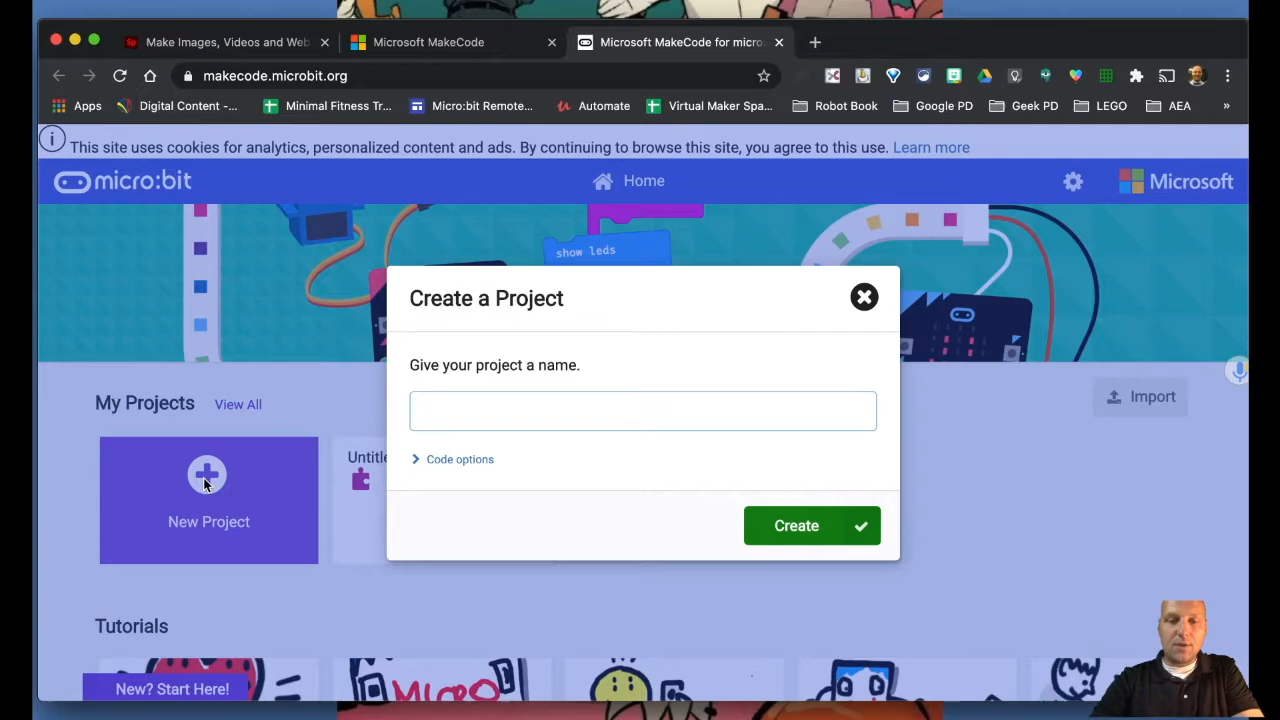 Make Images, Videos and Web
Microsoft MakeCode
Microsoft MakeCode for micro
makecode.microbit.org
Apps
Digital Content -...
Minimal Fitness Tr...
Micro:bit Remote...
Automate
Virtual Maker Spa...
Robot Book
Google PD
Geek PD
LEGO
AEA
»
This site uses cookies for analytics, personalized content and ads. By continuing to browse this site, you agree to this use. Learn more
micro:bit
Home
Microsoft
show leds
Create a Project
Give your project a name.
Code options
Create
My Projects
View All
Import
Untitle
New Project
Tutorials
MICRO
New? Start Here!